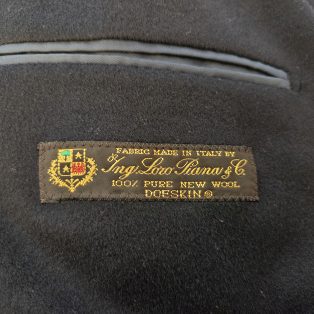 FABRIC MADE IN ITALY BY
Ing. Loro Piana & C.
100% PURE NEW WOOL
DOESKIN ®